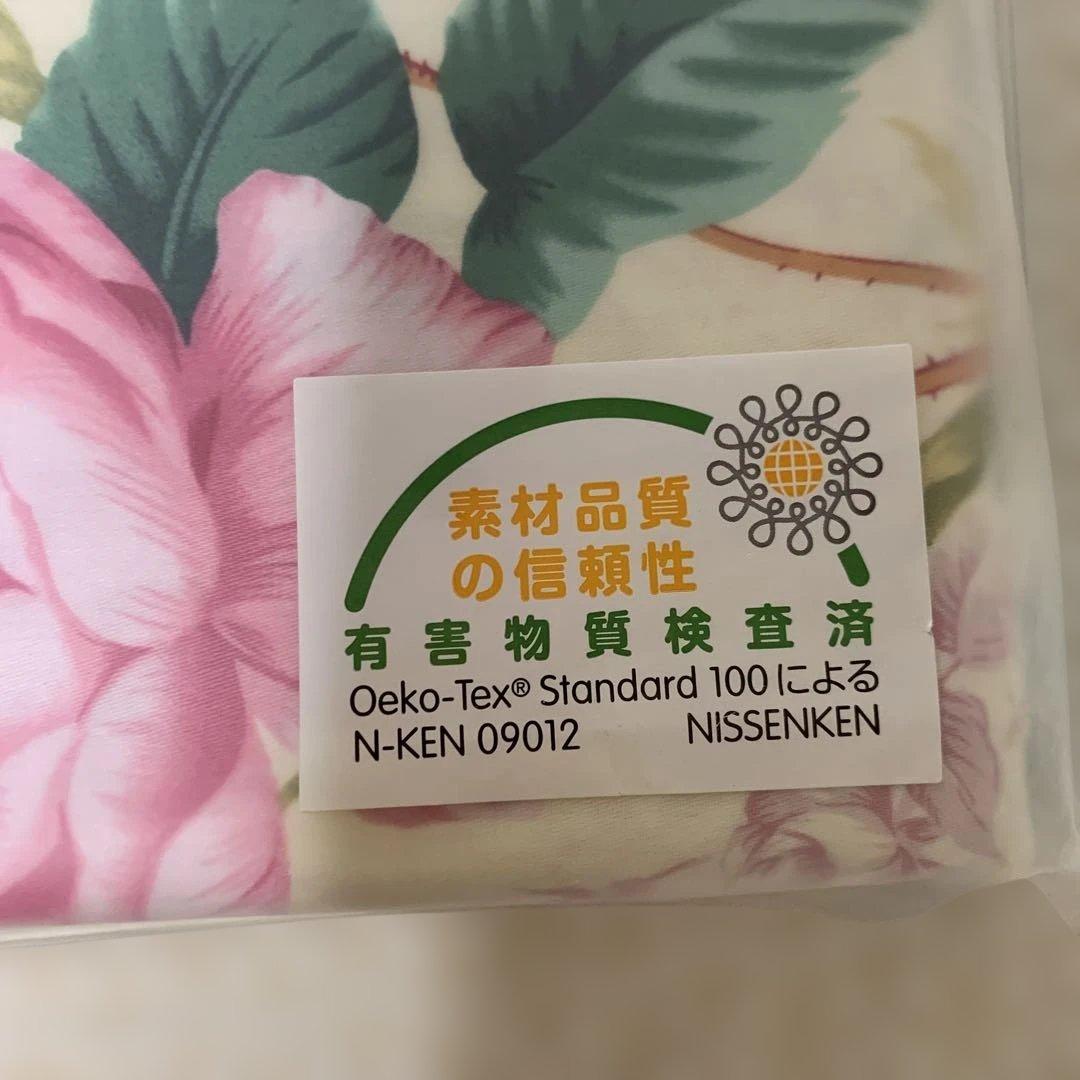 素材品質
の信頼性
有害物質検査済
Oeko-Tex® Standard 100による
N-KEN 09012 NISSENKEN